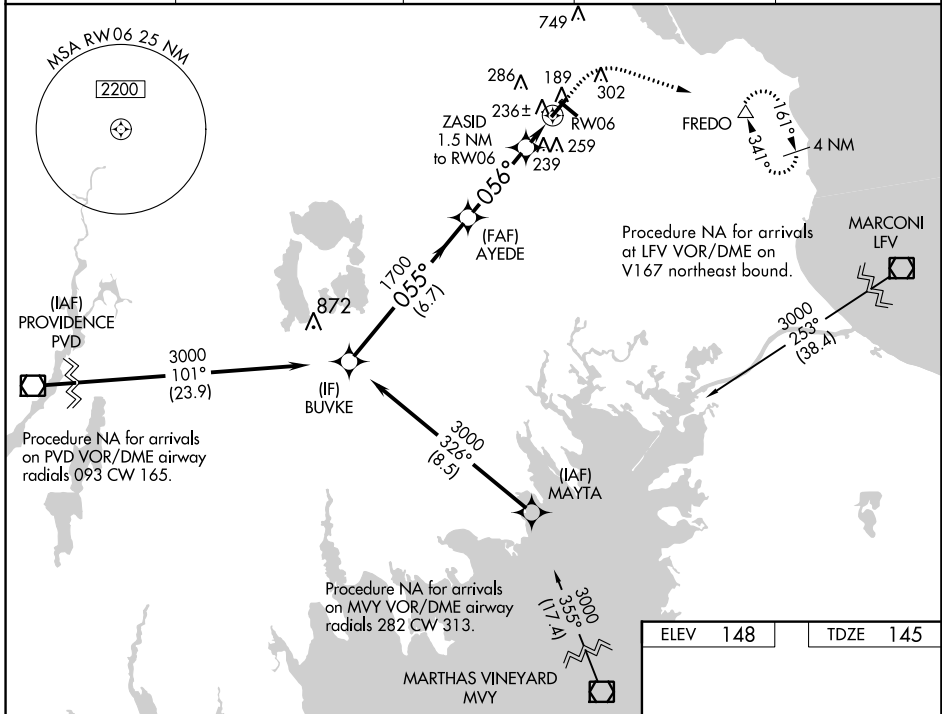 749
MSA RW06 25 NM
2200
286
189
302
236±
RW06
ZASID
1.5 NM
to RW06
259
239
FREDO
161°
341°
4 NM
056°
(FAF)
AYEDE
Procedure NA for arrivals
at LFV VOR/DME on
V167 northeast bound.
MARCONI
LFV
1700
055°
(6.7)
872
(IAF)
PROVIDENCE
PVD
3000
101°
(23.9)
(IF)
BUVKE
3000
253°
(38.4)
Procedure NA for arrivals
on PVD VOR/DME airway
radials 093 CW 165.
3000
326°
(8.5)
(IAF)
MAYTA
Procedure NA for arrivals
on MVY VOR/DME airway
radials 282 CW 313.
3000
355°
(17.4)
MARTHAS VINEYARD
MVY
ELEV 148
TDZE 145